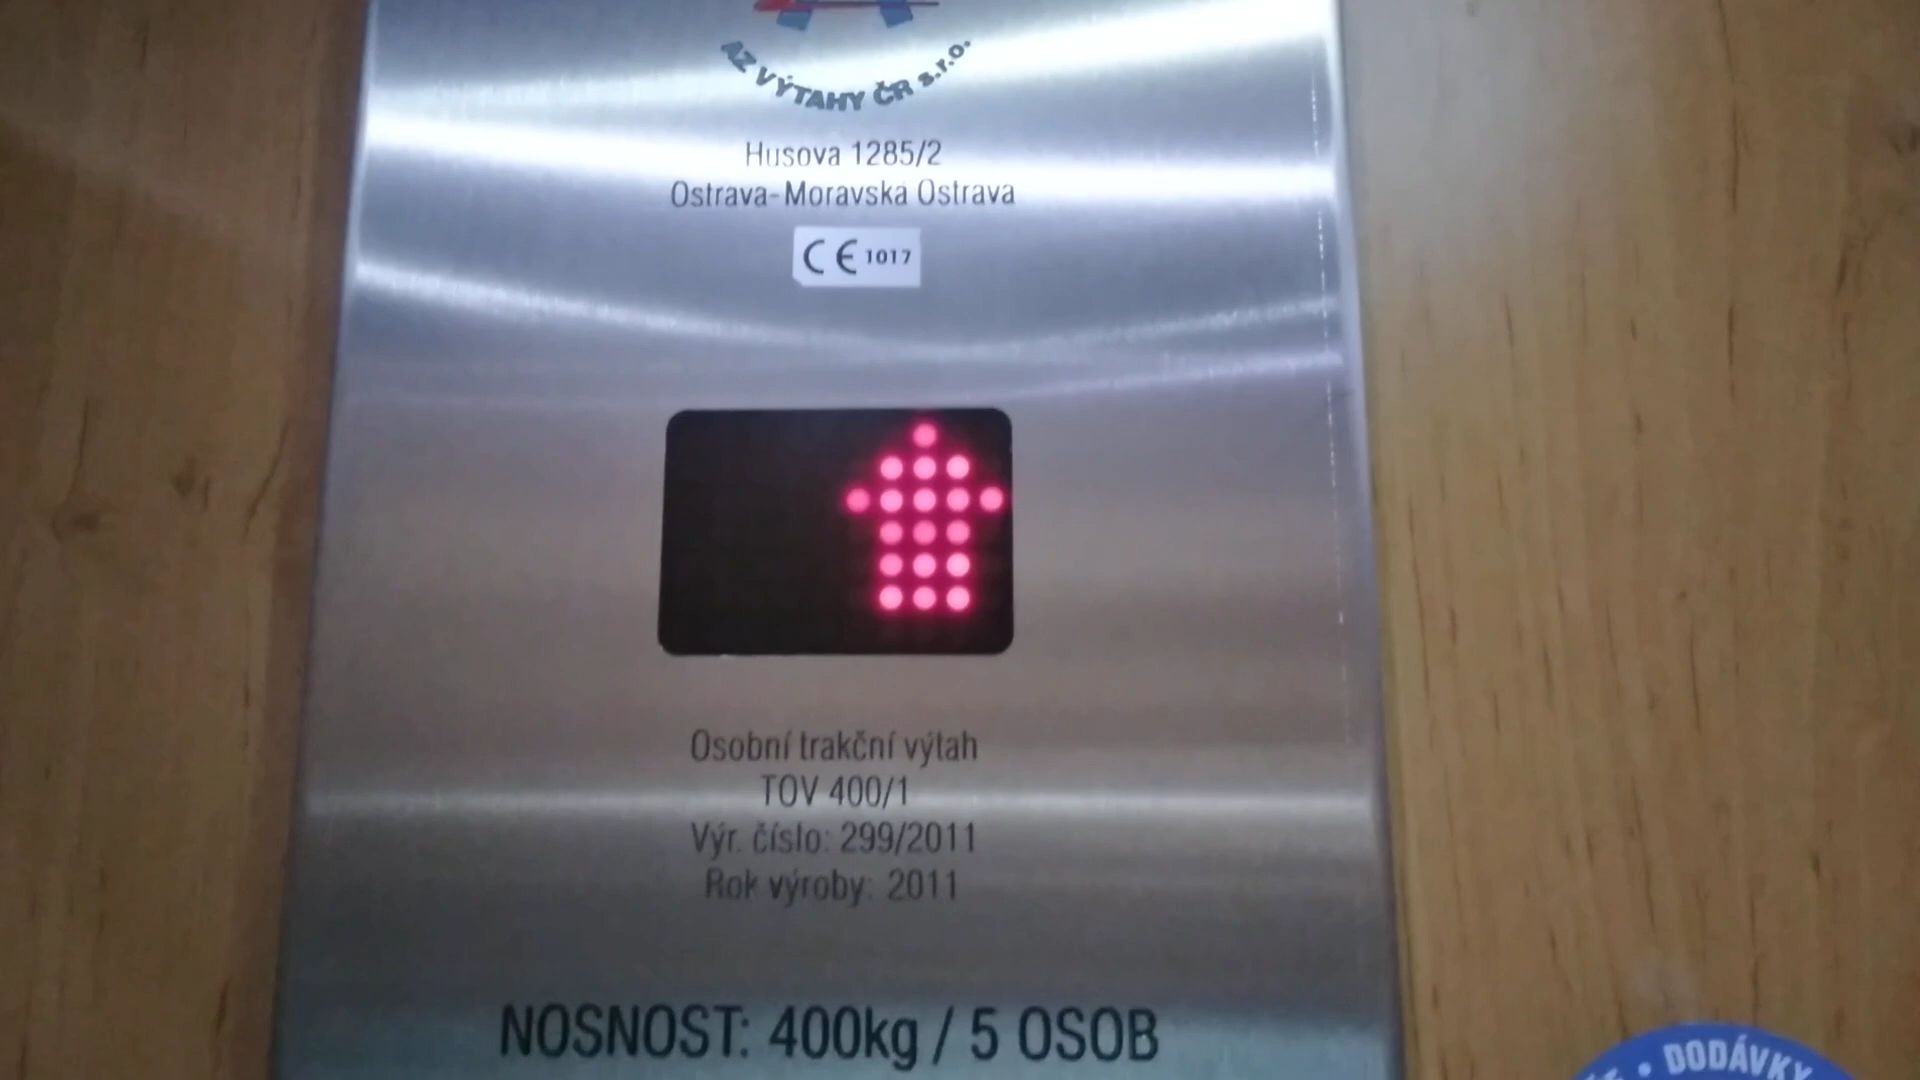 AZ VÝTAHY ČR s.r.o.
Husova 1285/2
Ostrava-Moravská Ostrava
CE 1017
Osobní trakční výtah
TOV 400/1
Výr. číslo: 299/2011
Rok výroby: 2011
NOSNOST: 400kg / 5 OSOB
• DODÁVKY